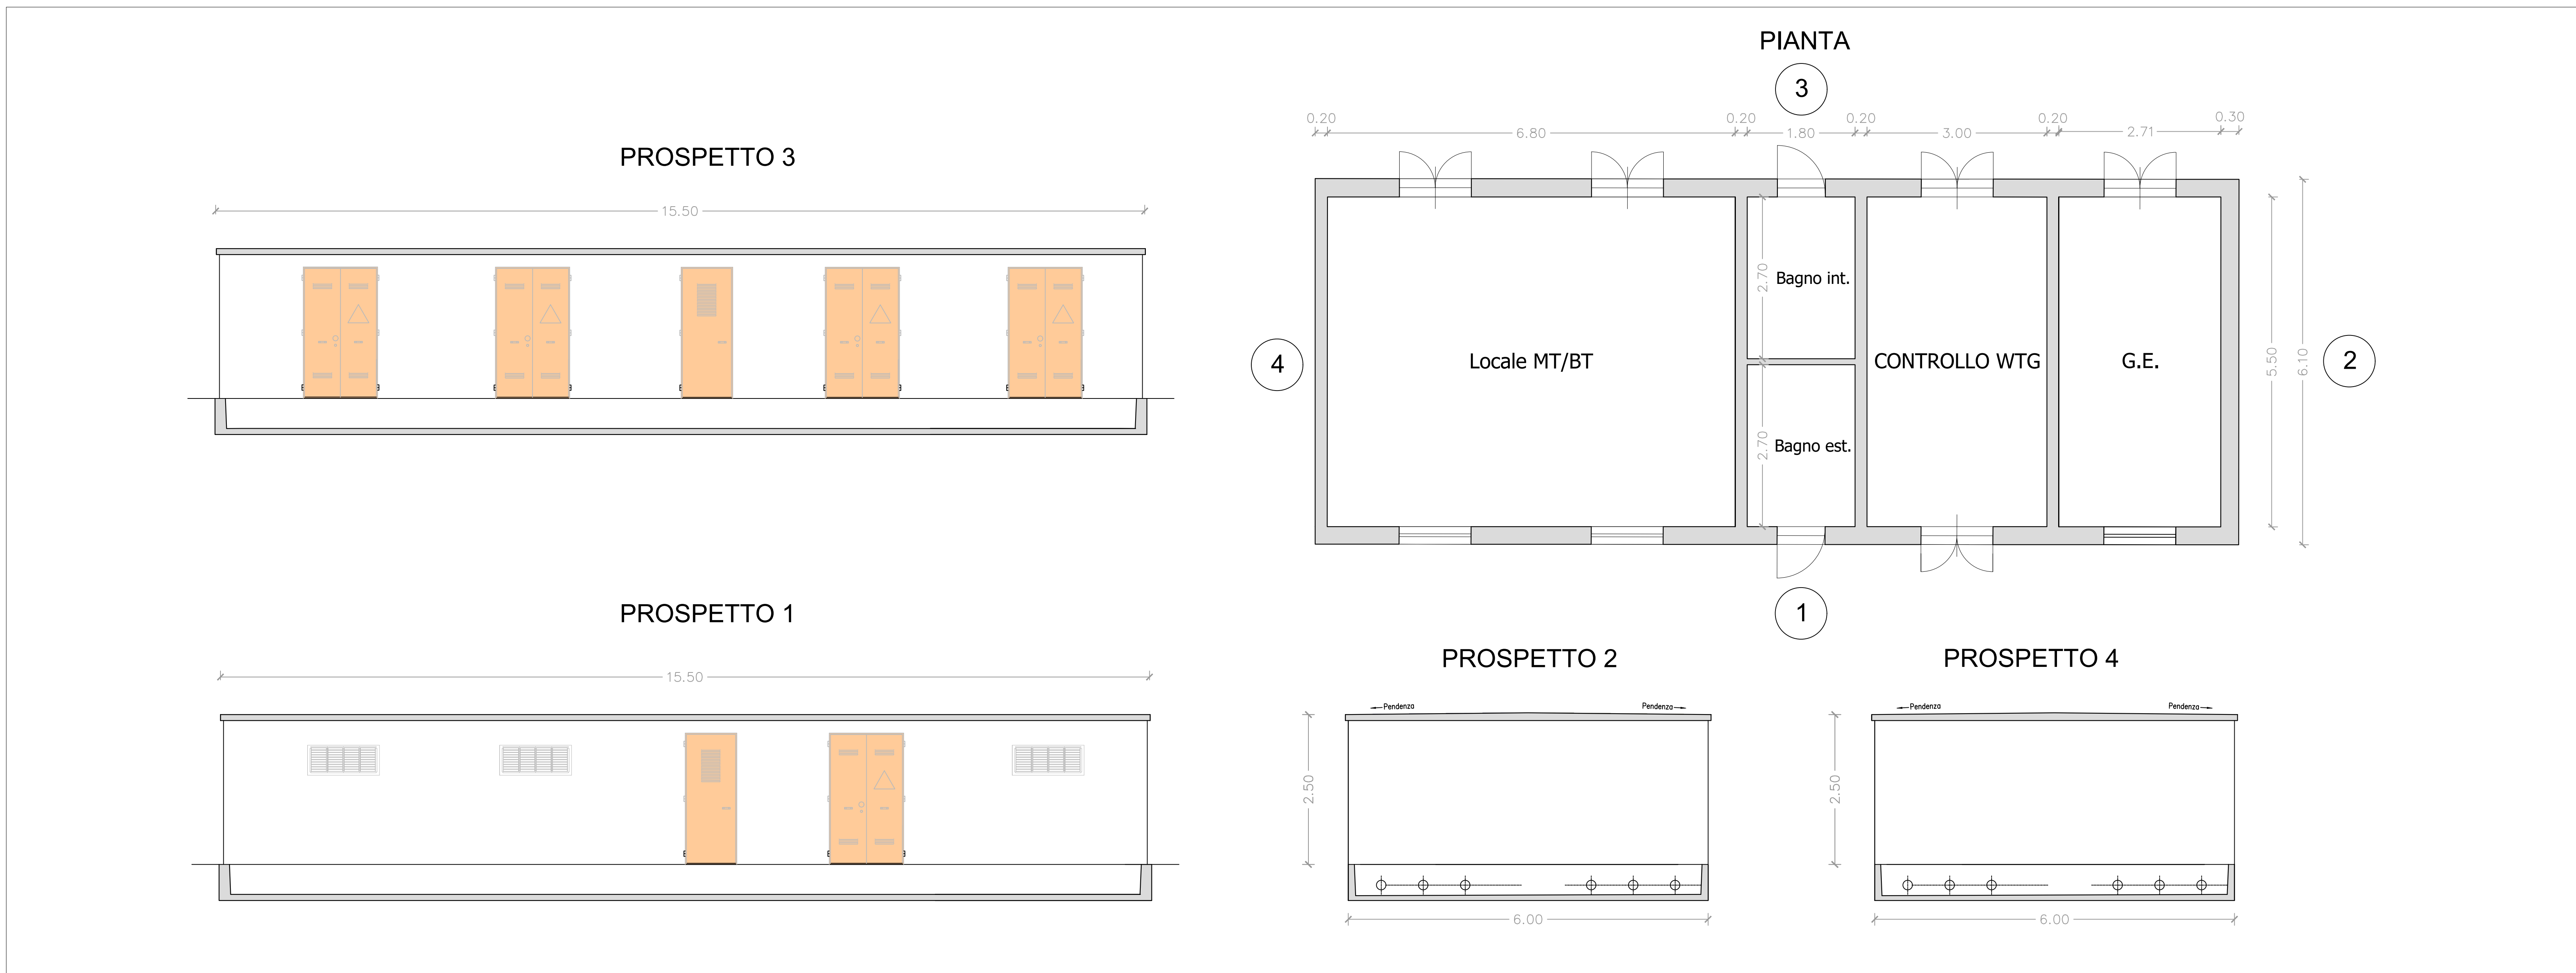 PROSPETTO 3
15.50
PROSPETTO 1
15.50
PIANTA
3
0.20
6.80
0.20
1.80
0.20
3.00
0.20
2.71
0.30
4
Locale MT/BT
2.70
Bagno int.
2.70
Bagno est.
CONTROLLO WTG
G.E.
5.50
6.10
2
1
PROSPETTO 2
Pendenza
Pendenza
2.50
6.00
PROSPETTO 4
Pendenza
Pendenza
2.50
6.00